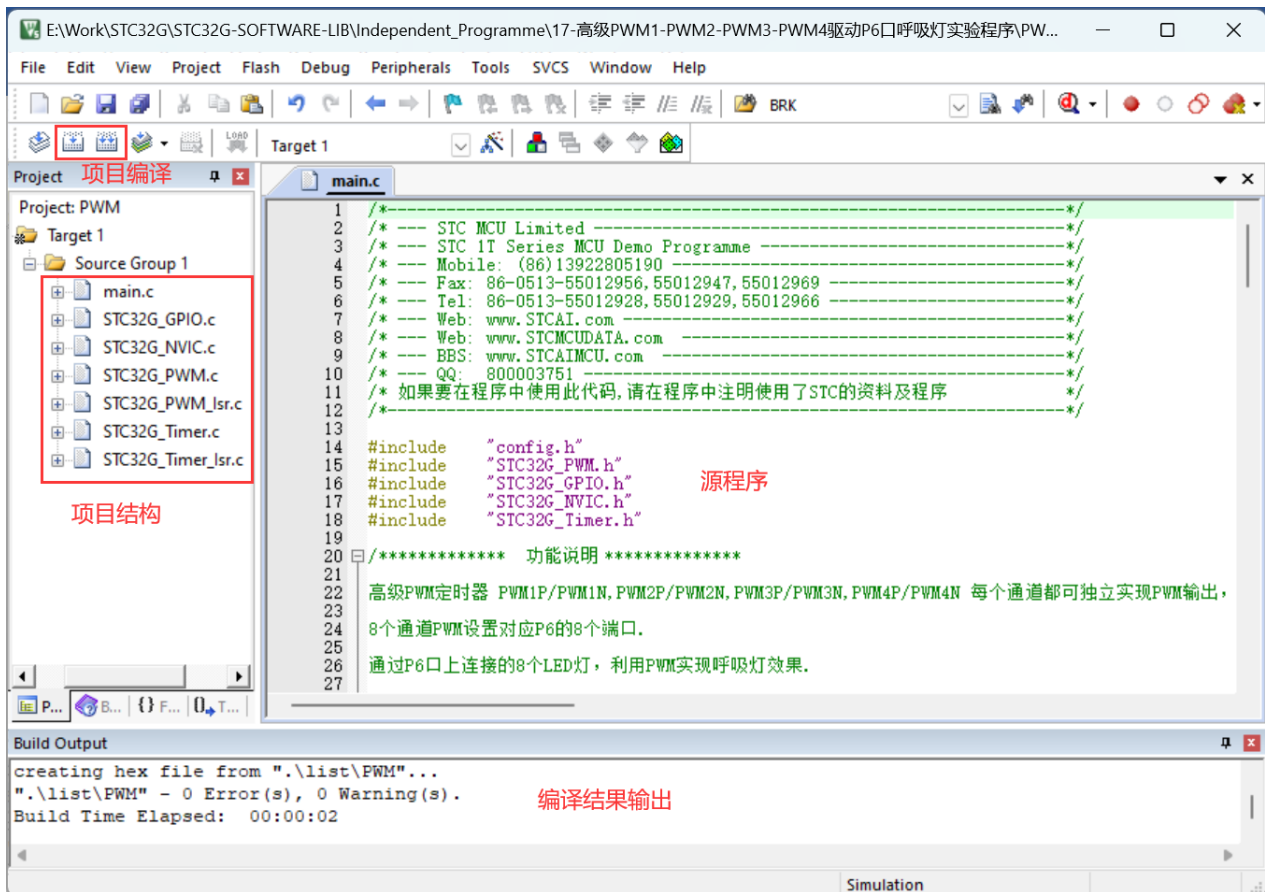 E:\Work\STC32G\STC32G-SOFTWARE-LIB\Independent_Programme\17-高级PWM1-PWM2-PWM3-PWM4驱动P6口呼吸灯实验程序\PW...
File Edit View Project Flash Debug Peripherals Tools SVCS Window Help
BRK
LOAD
Target 1
Project 项目编译
main.c
Project: PWM
Target 1
Source Group 1
main.c
STC32G_GPIO.c
STC32G_NVIC.c
STC32G_PWM.c
STC32G_PWM_Isr.c
STC32G_Timer.c
STC32G_Timer_Isr.c
项目结构
1 /*---------------------------------------------------------------------*/
2 /* --- STC MCU Limited ------------------------------------------------*/
3 /* --- STC 1T Series MCU Demo Programme -------------------------------*/
4 /* --- Mobile: (86)13922805190 ----------------------------------------*/
5 /* --- Fax: 86-0513-55012956,55012947,55012969 ------------------------*/
6 /* --- Tel: 86-0513-55012928,55012929,55012966 ------------------------*/
7 /* --- Web: www.STCAI.com ---------------------------------------------*/
8 /* --- Web: www.STCMCUDATA.com  ---------------------------------------*/
9 /* --- BBS: www.STCAIMCU.com  -----------------------------------------*/
10 /* --- QQ:  800003751 -------------------------------------------------*/
11 /* 如果要在程序中使用此代码,请在程序中注明使用了STC的资料及程序            */
12 /*---------------------------------------------------------------------*/
13
14 #include "config.h"
15 #include "STC32G_PWM.h"
16 #include "STC32G_GPIO.h"
17 #include "STC32G_NVIC.h"
18 #include "STC32G_Timer.h"
源程序
19
20 /*************  功能说明 **************
21
22 高级PWM定时器 PWM1P/PWM1N,PWM2P/PWM2N,PWM3P/PWM3N,PWM4P/PWM4N 每个通道都可独立实现PWM输出,
23
24 8个通道PWM设置对应P6的8个端口.
25
26 通过P6口上连接的8个LED灯,利用PWM实现呼吸灯效果.
27
P... B... {} F... 0 T...
Build Output
creating hex file from ".\list\PWM"...
".\list\PWM" - 0 Error(s), 0 Warning(s).
Build Time Elapsed:  00:00:02
编译结果输出
Simulation